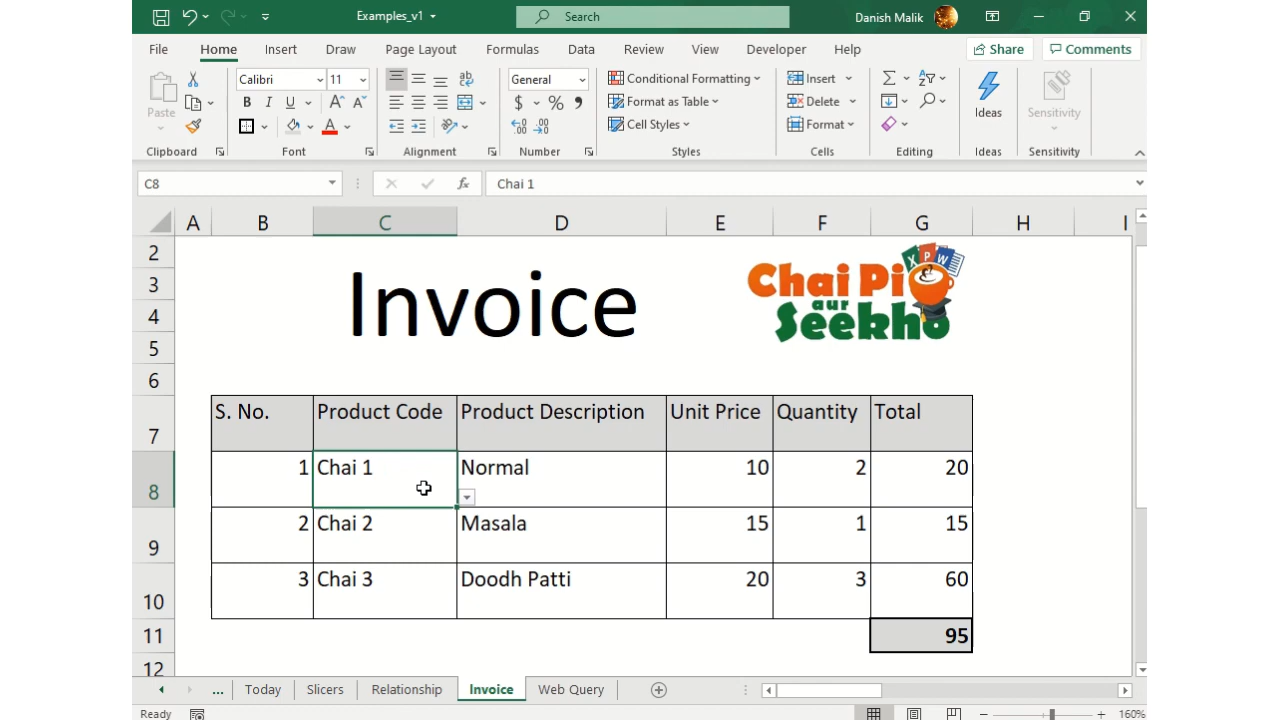 Examples_v1
Search
Danish Malik
File Home Insert Draw Page Layout Formulas Data Review View Developer Help Share Comments
Paste
Calibri 11
B I U A A A
ab
General
$ %
Conditional Formatting
Format as Table
Cell Styles
Insert
Delete
Format
Ideas
Sensitivity
Clipboard Font Alignment Number Styles Cells Editing Ideas Sensitivity
C8 fx Chai 1
A B C D E F G H I
2
3
4
5
6
7
8
9
10
11
12
Invoice
Chai Pio
aur
Seekho
X P W
S. No. Product Code Product Description Unit Price Quantity Total
1 Chai 1 Normal 10 2 20
2 Chai 2 Masala 15 1 15
3 Chai 3 Doodh Patti 20 3 60
95
... Today Slicers Relationship Invoice Web Query
Ready 160%